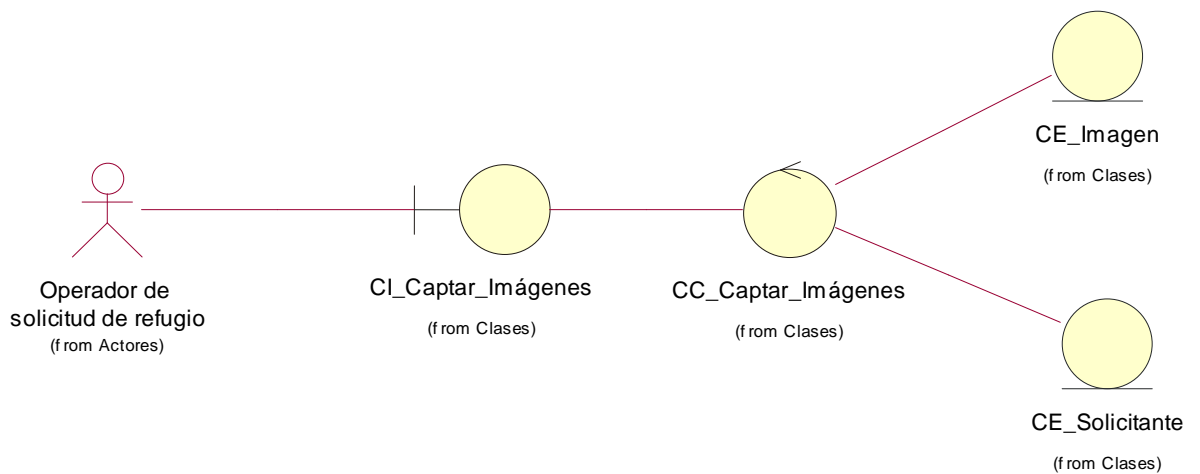 CE_Imagen
(from Clases)
Operador de
solicitud de refugio
(from Actores)
CI_Captar_Imágenes
(from Clases)
CC_Captar_Imágenes
(from Clases)
CE_Solicitante
(from Clases)